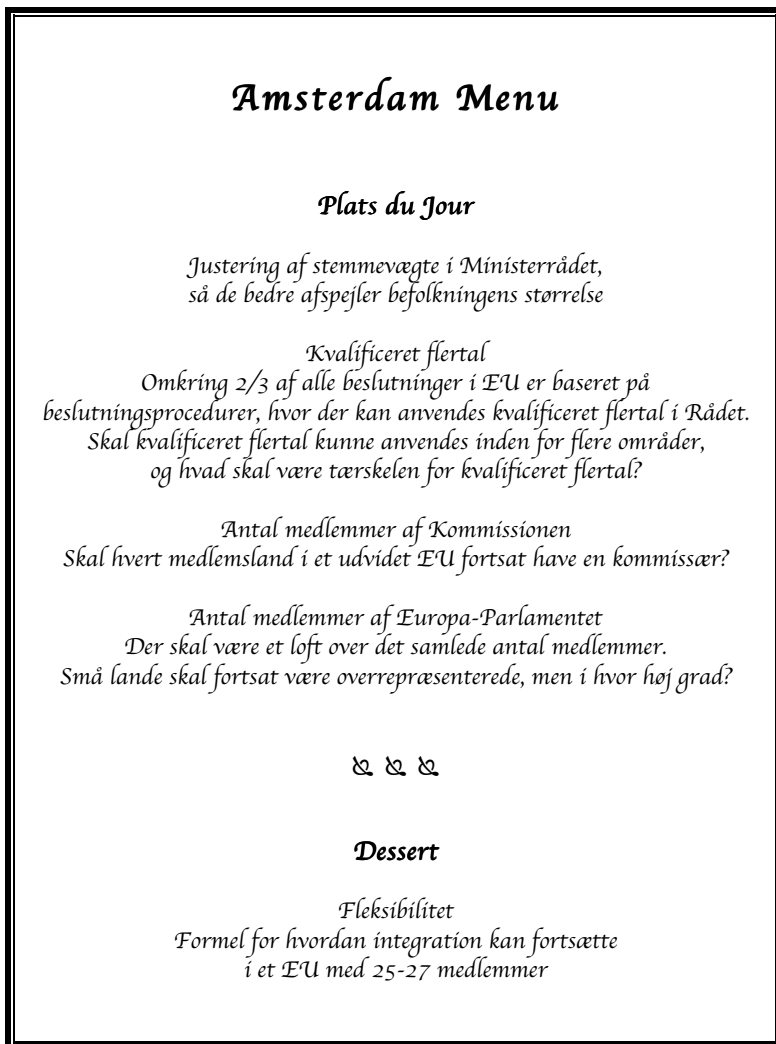 Amsterdam Menu
Plats du Jour
Justering af stemmevægte i Ministerrådet,
så de bedre afspejler befolkningens størrelse
Kvalificeret flertal
Omkring 2/3 af alle beslutninger i EU er baseret på
beslutningsprocedurer, hvor der kan anvendes kvalificeret flertal i Rådet.
Skal kvalificeret flertal kunne anvendes inden for flere områder,
og hvad skal være tærskelen for kvalificeret flertal?
Antal medlemmer af Kommissionen
Skal hvert medlemsland i et udvidet EU fortsat have en kommissær?
Antal medlemmer af Europa-Parlamentet
Der skal være et loft over det samlede antal medlemmer.
Små lande skal fortsat være overrepræsenterede, men i hvor høj grad?
Dessert
Fleksibilitet
Formel for hvordan integration kan fortsætte
i et EU med 25-27 medlemmer